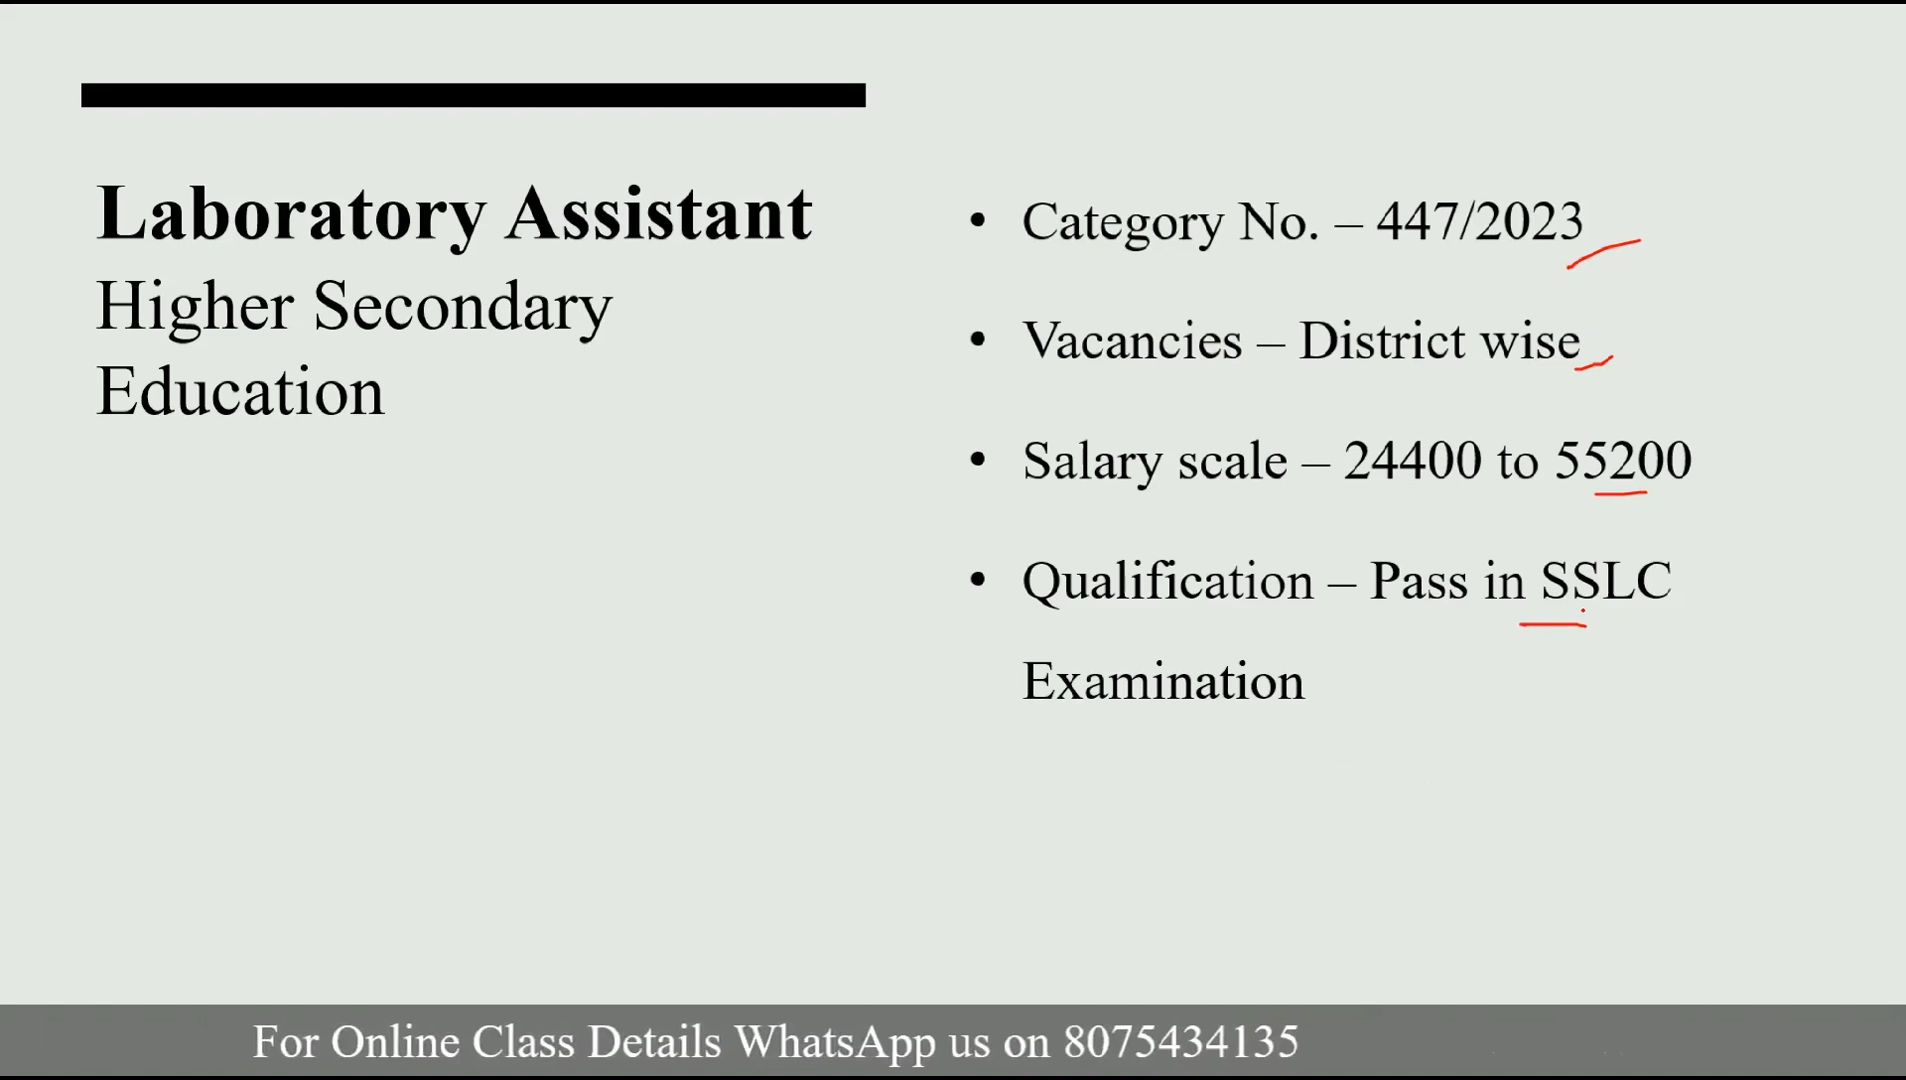 Laboratory Assistant
Higher Secondary
Education
• Category No. – 447/2023
• Vacancies – District wise
• Salary scale – 24400 to 55200
• Qualification – Pass in SSLC
Examination
For Online Class Details WhatsApp us on 8075434135